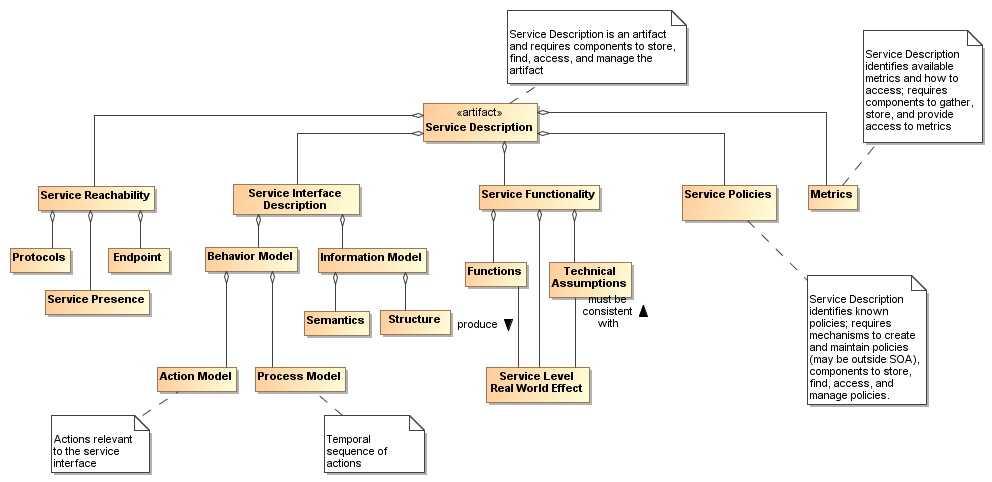 Service Description is an artifact
and requires components to store,
find, access, and manage the
artifact
Service Description
identifies available
metrics and how to
access; requires
components to gather,
store, and provide
access to metrics
«artifact»
Service Description
Service Reachability
Service Interface
Description
Service Functionality
Service Policies
Metrics
Protocols
Endpoint
Service Presence
Behavior Model
Information Model
Functions
Technical
Assumptions
Semantics
Structure
produce
must be
consistent
with
Service Description
identifies known
policies; requires
mechanisms to create
and maintain policies
(may be outside SOA),
components to store,
find, access, and
manage policies.
Action Model
Process Model
Service Level
Real World Effect
Actions relevant
to the service
interface
Temporal
sequence of
actions